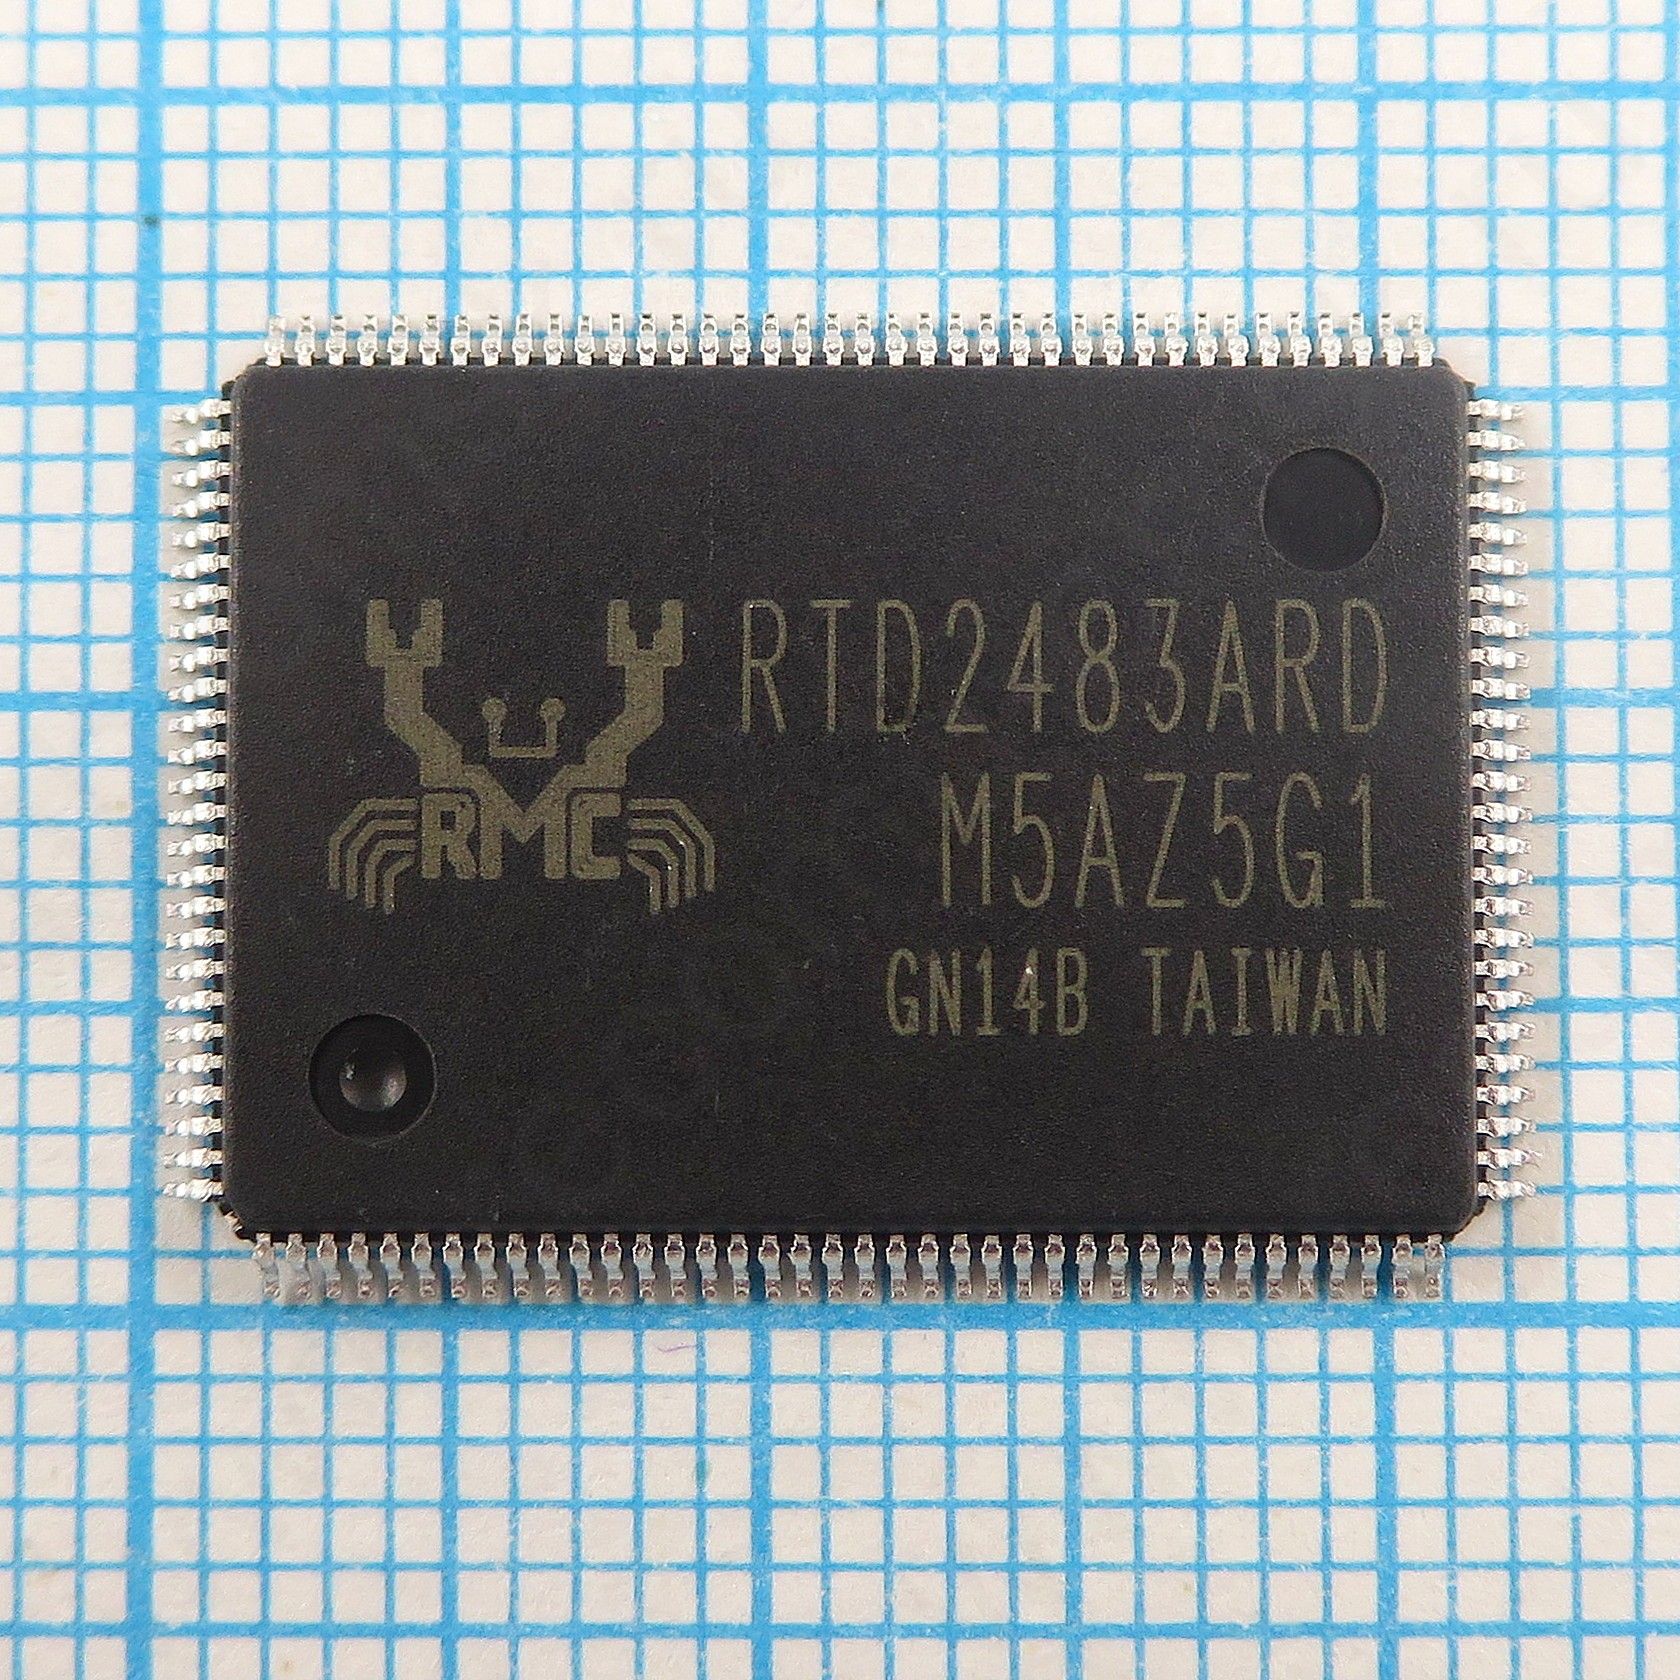 RMC
RTD2483ARD
M5AZ5G1
GN14B TAIWAN